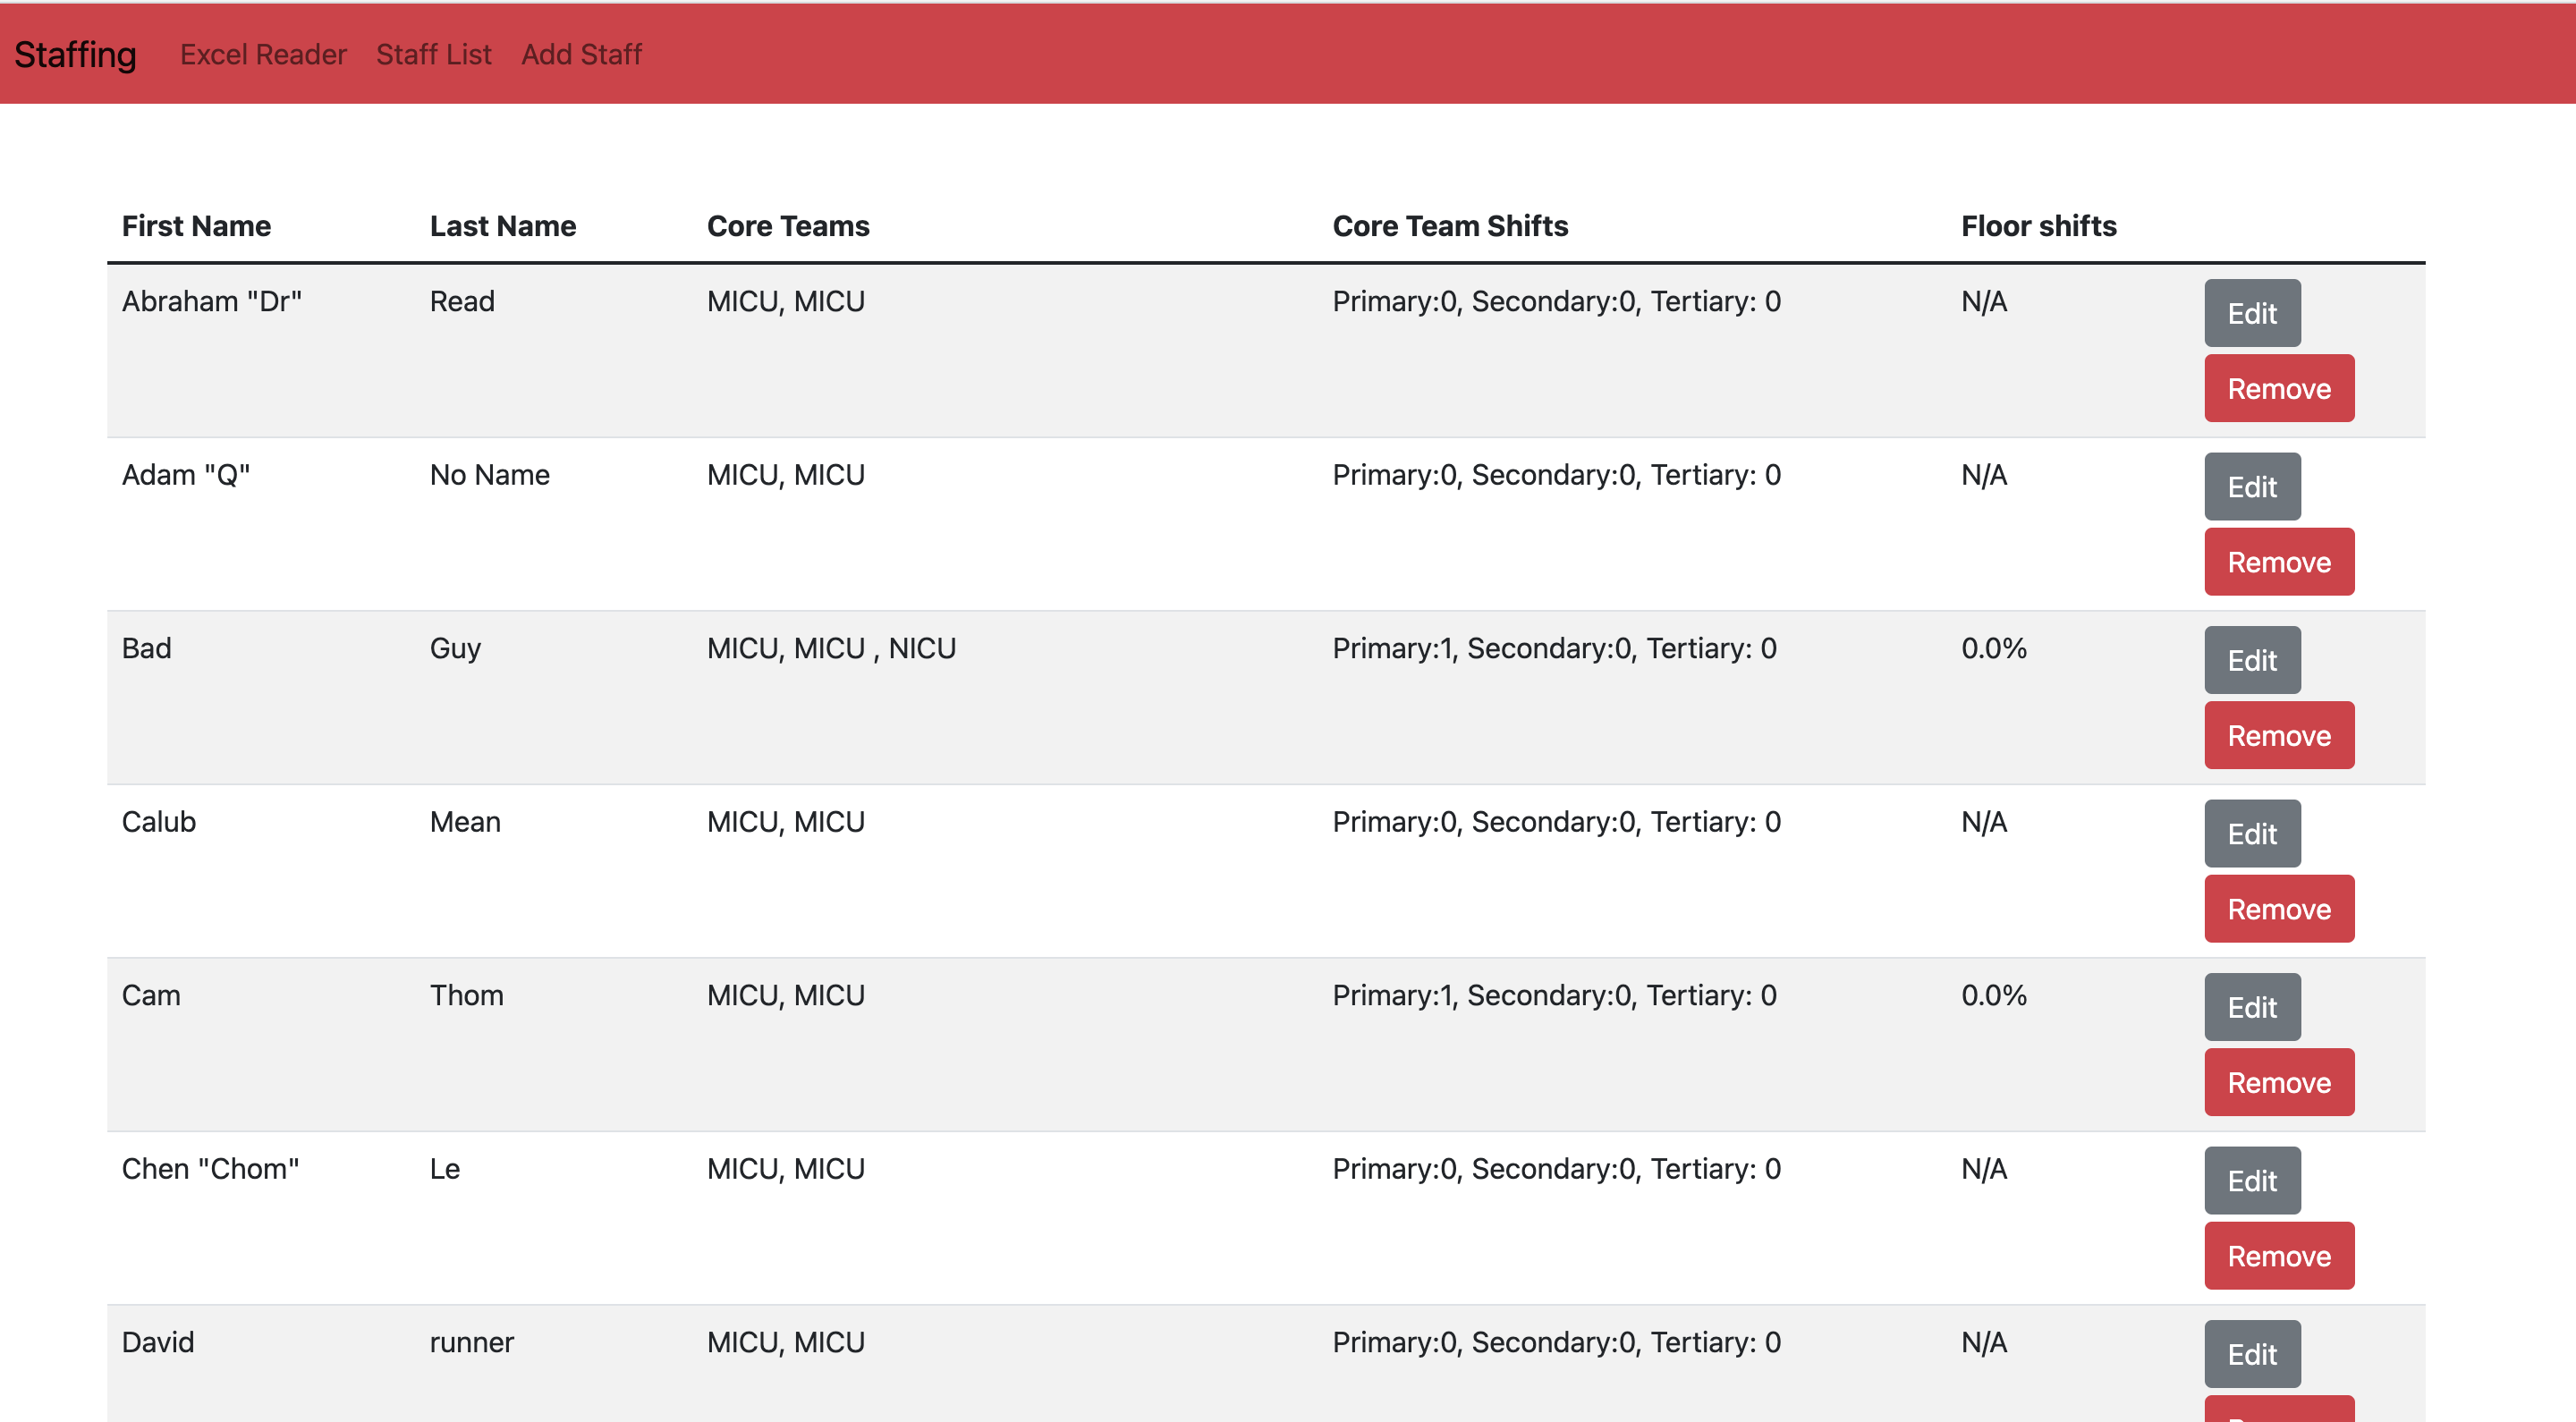 Staffing Excel Reader Staff List Add Staff
First Name Last Name Core Teams Core Team Shifts Floor shifts
Abraham "Dr" Read MICU, MICU Primary:0, Secondary:0, Tertiary: 0 N/A Edit
Remove
Adam "Q" No Name MICU, MICU Primary:0, Secondary:0, Tertiary: 0 N/A Edit
Remove
Bad Guy MICU, MICU , NICU Primary:1, Secondary:0, Tertiary: 0 0.0% Edit
Remove
Calub Mean MICU, MICU Primary:0, Secondary:0, Tertiary: 0 N/A Edit
Remove
Cam Thom MICU, MICU Primary:1, Secondary:0, Tertiary: 0 0.0% Edit
Remove
Chen "Chom" Le MICU, MICU Primary:0, Secondary:0, Tertiary: 0 N/A Edit
Remove
David runner MICU, MICU Primary:0, Secondary:0, Tertiary: 0 N/A Edit